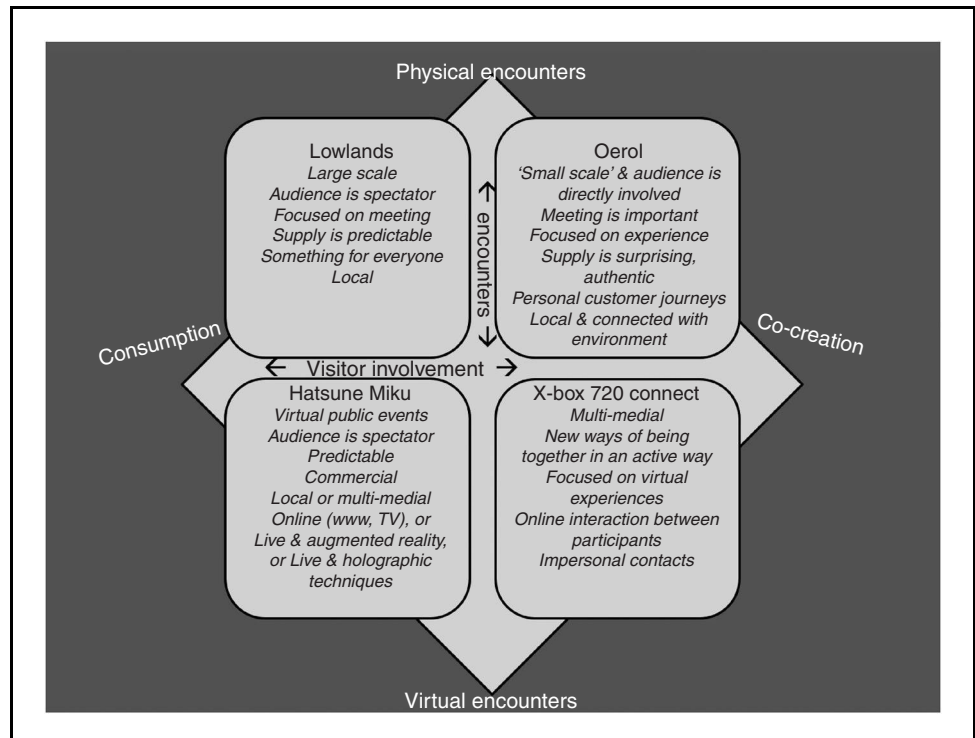 Physical encounters
Lowlands
Large scale
Audience is spectator
Focused on meeting
Supply is predictable
Something for everyone
Local
Oerol
‘Small scale’ & audience is
directly involved
Meeting is important
Focused on experience
Supply is surprising,
authentic
Personal customer journeys
Local & connected with
environment
← encounters →
Consumption
Co-creation
← Visitor involvement →
Hatsune Miku
Virtual public events
Audience is spectator
Predictable
Commercial
Local or multi-medial
Online (www, TV), or
Live & augmented reality,
or Live & holographic
techniques
X-box 720 connect
Multi-medial
New ways of being
together in an active way
Focused on virtual
experiences
Online interaction between
participants
Impersonal contacts
Virtual encounters